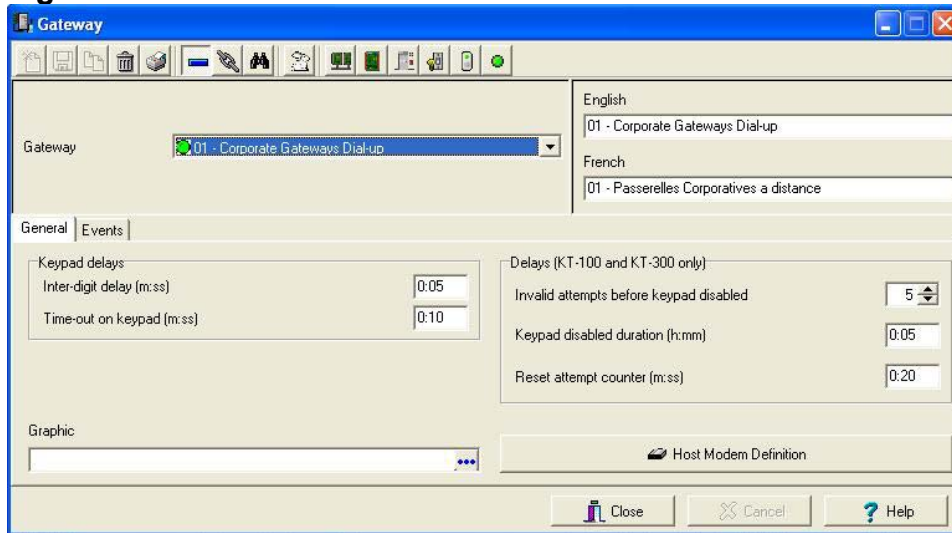 Gateway
English
01 - Corporate Gateways Dial-up
Gateway
01 - Corporate Gateways Dial-up
French
01 - Passerelles Corporatives a distance
General
Events
Keypad delays
Inter-digit delay (m:ss)
0:05
Time-out on keypad (m:ss)
0:10
Delays (KT-100 and KT-300 only)
Invalid attempts before keypad disabled
5
Keypad disabled duration (h:mm)
0:05
Reset attempt counter (m:ss)
0:20
Graphic
Host Modem Definition
Close
Cancel
Help